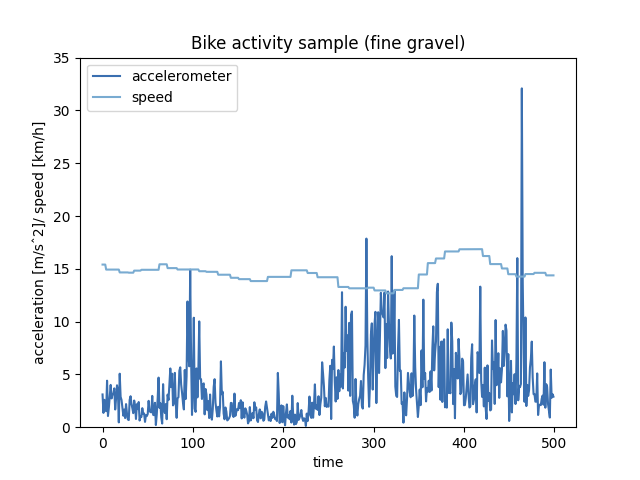 Bike activity sample (fine gravel)
accelerometer
speed
acceleration [m/s^2]/ speed [km/h]
35
30
25
20
15
10
5
0
0 100 200 300 400 500
time